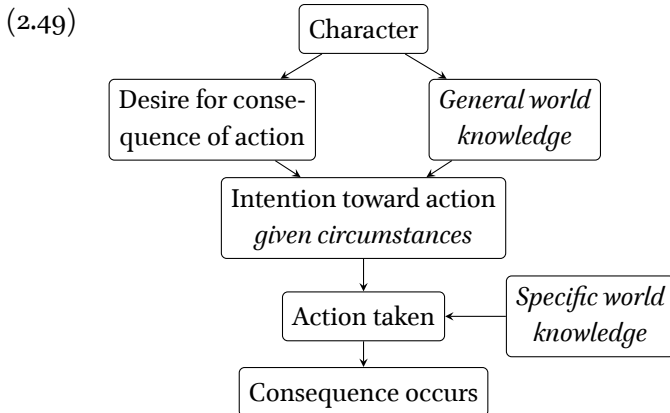 (2.49)
Character
Desire for conse-
quence of action
General world
knowledge
Intention toward action
given circumstances
Action taken
Specific world
knowledge
Consequence occurs